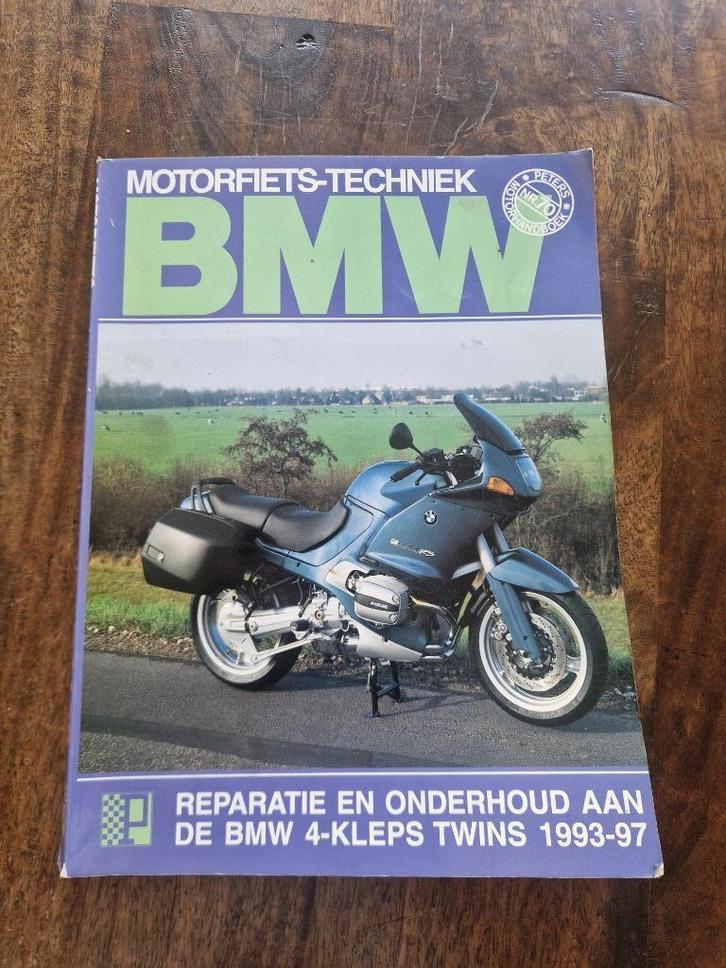 MOTORFIETS-TECHNIEK
BMW
PETERS
NR.70
MOTORHANDBOEK
REPARATIE EN ONDERHOUD AAN
DE BMW 4-KLEPS TWINS 1993-97